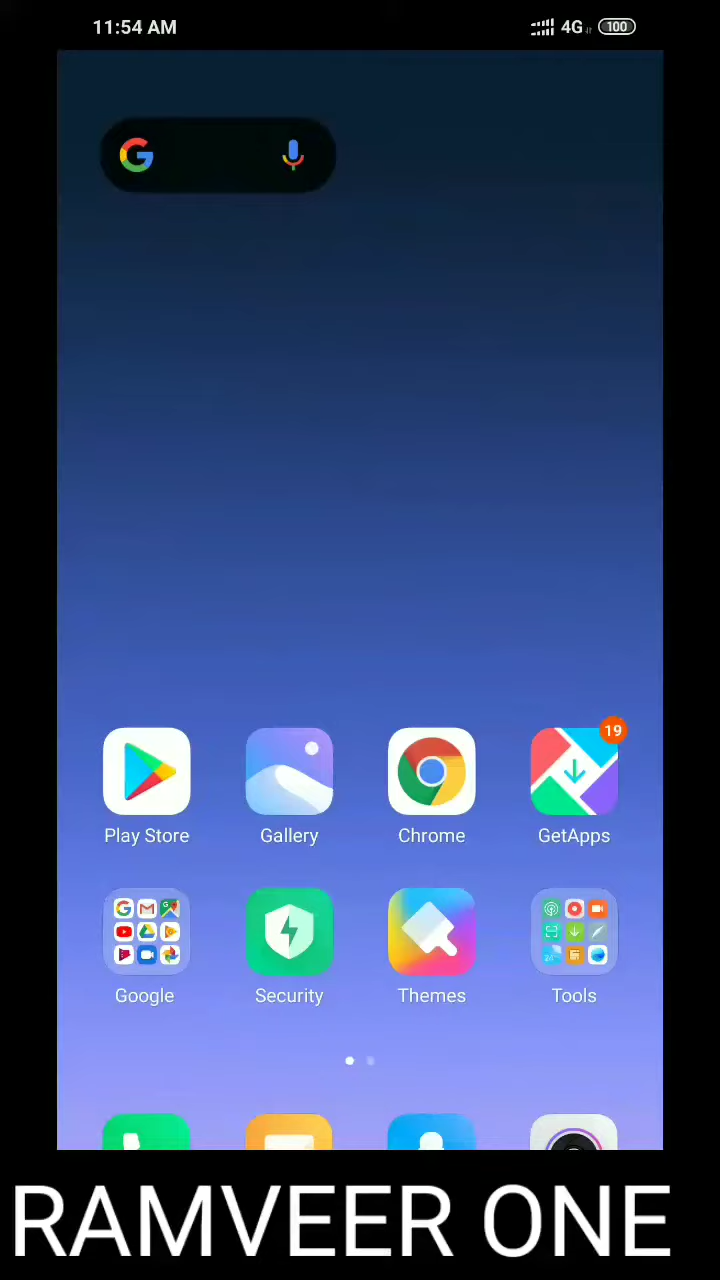 11:54 AM 4G 100
19
Play Store Gallery Chrome GetApps
Google Security Themes Tools
RAMVEER ONE